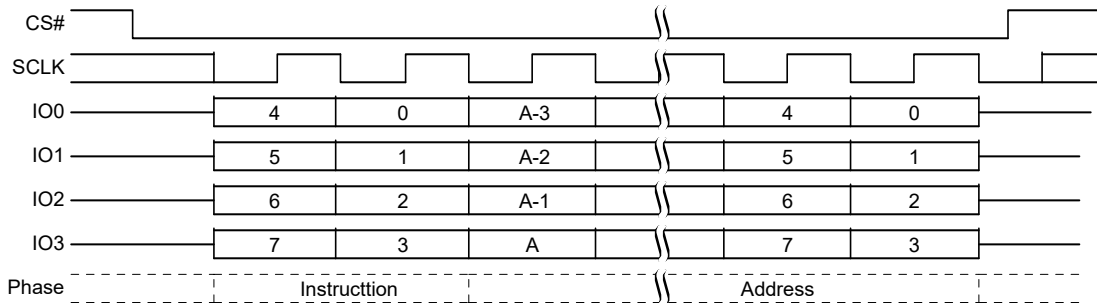 CS#
SCLK
IO0 4 0 A-3 4 0
IO1 5 1 A-2 5 1
IO2 6 2 A-1 6 2
IO3 7 3 A 7 3
Phase Instructtion Address